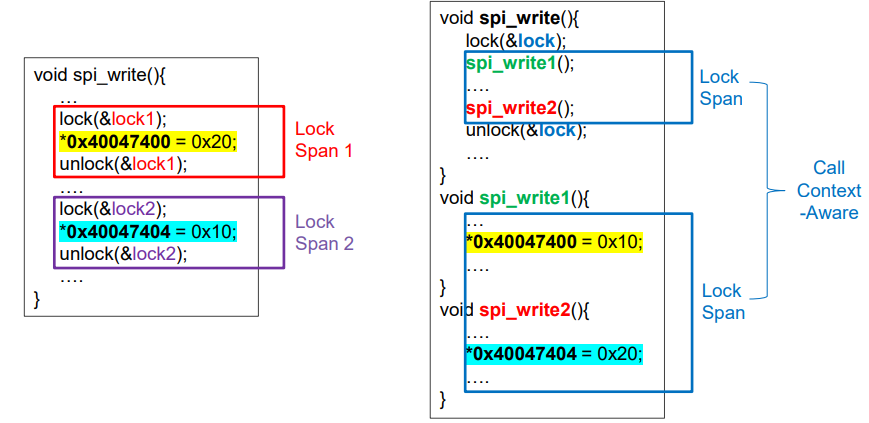 void spi_write(){
…
lock(&lock1);
*0x40047400 = 0x20;
unlock(&lock1);
….
lock(&lock2);
*0x40047404 = 0x10;
unlock(&lock2);
….
}
Lock
Span 1
Lock
Span 2
void spi_write(){
lock(&lock);
spi_write1();
….
spi_write2();
unlock(&lock);
….
}
void spi_write1(){
…
*0x40047400 = 0x10;
….
}
void spi_write2(){
….
*0x40047404 = 0x20;
….
}
Lock
Span
Lock
Span
Call
Context
-Aware